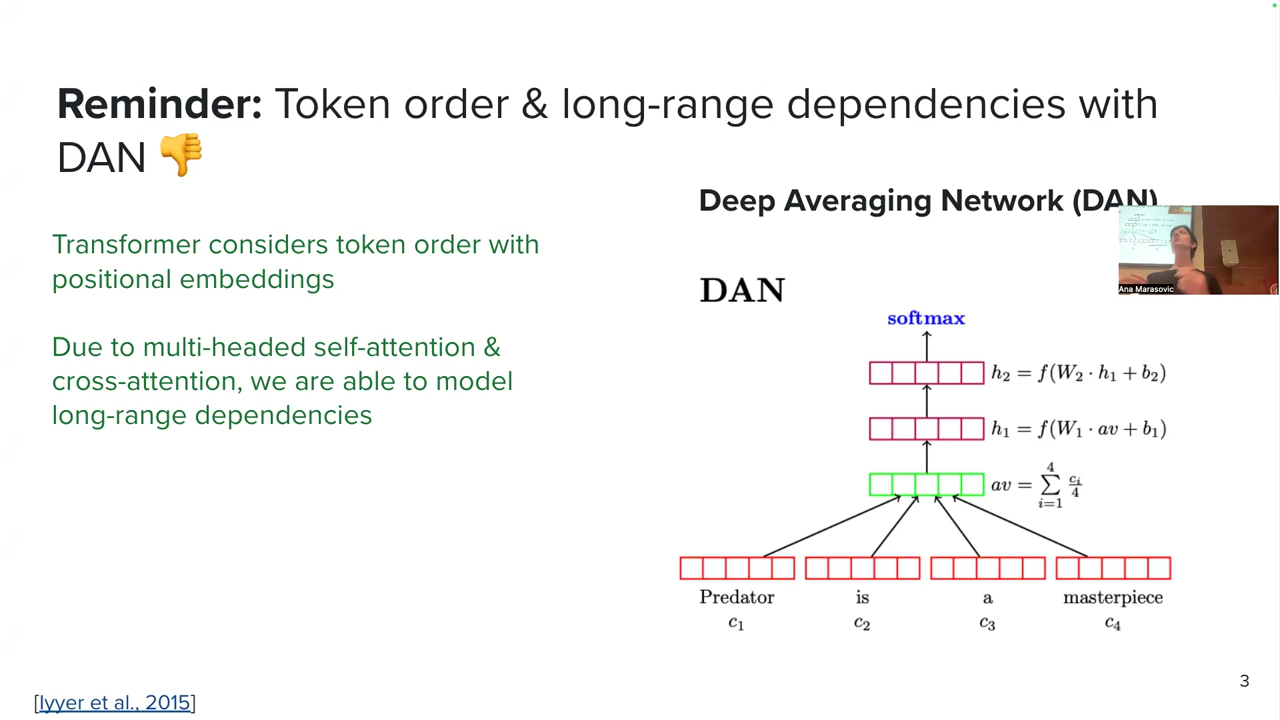 Reminder: Token order & long-range dependencies with
DAN 👎
Deep Averaging Network (DAN)
Transformer considers token order with
positional embeddings
Due to multi-headed self-attention &
cross-attention, we are able to model
long-range dependencies
Ana Marasovic
DAN
softmax
h₂ = f(W₂ · h₁ + b₂)
h₁ = f(W₁ · av + b₁)
av = ∑_{i=1}^{4} c_i/4
Predator is a masterpiece
c₁ c₂ c₃ c₄
3
[Iyyer et al., 2015]